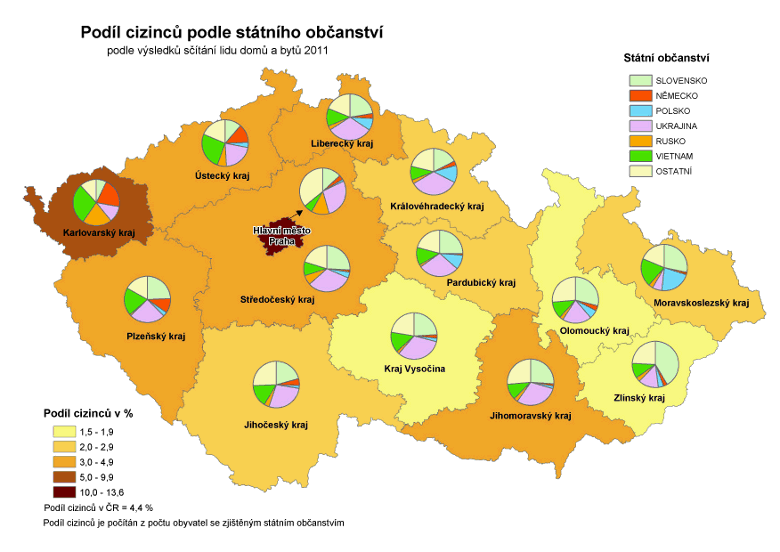 Podíl cizinců podle státního občanství
podle výsledků sčítání lidu domů a bytů 2011
Státní občanství
SLOVENSKO
NĚMECKO
POLSKO
UKRAJINA
RUSKO
VIETNAM
OSTATNÍ
Liberecký kraj
Ústecký kraj
Královéhradecký kraj
Karlovarský kraj
Hlavní město
Praha
Středočeský kraj
Pardubický kraj
Moravskoslezský kraj
Plzeňský kraj
Olomoucký kraj
Kraj Vysočina
Zlínský kraj
Jihočeský kraj
Jihomoravský kraj
Podíl cizinců v %
1,5 - 1,9
2,0 - 2,9
3,0 - 4,9
5,0 - 9,9
10,0 - 13,6
Podíl cizinců v ČR = 4,4 %
Podíl cizinců je počítán z počtu obyvatel se zjištěným státním občanstvím